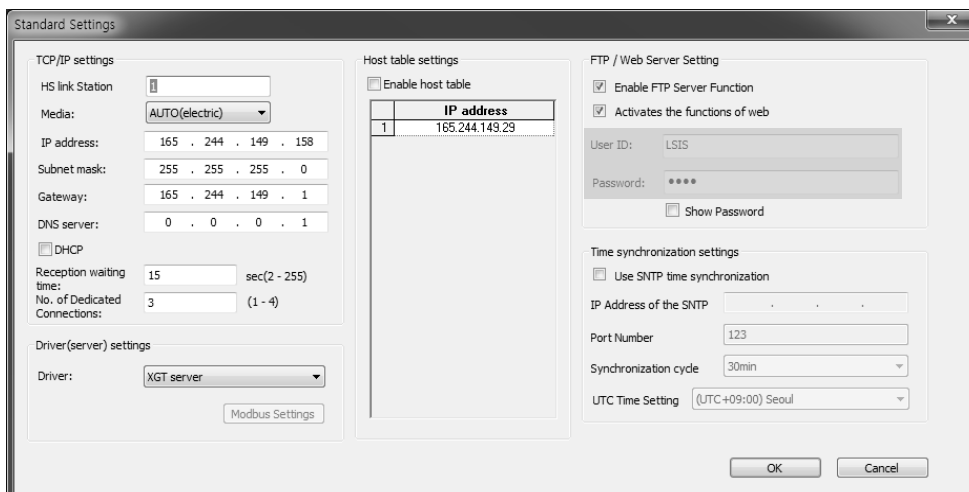 Standard Settings
x
TCP/IP settings
HS link Station 1
Media: AUTO(electric)
IP address: 165 . 244 . 149 . 158
Subnet mask: 255 . 255 . 255 . 0
Gateway: 165 . 244 . 149 . 1
DNS server: 0 . 0 . 0 . 1
DHCP
Reception waiting
time: 15 sec(2 - 255)
No. of Dedicated
Connections: 3 (1 - 4)
Driver(server) settings
Driver: XGT server
Modbus Settings
Host table settings
Enable host table
IP address
1 165.244.149.29
FTP / Web Server Setting
Enable FTP Server Function
Activates the functions of web
User ID: LSIS
Password: ●●●●
Show Password
Time synchronization settings
Use SNTP time synchronization
IP Address of the SNTP . . .
Port Number 123
Synchronization cycle 30min
UTC Time Setting (UTC+09:00) Seoul
OK Cancel